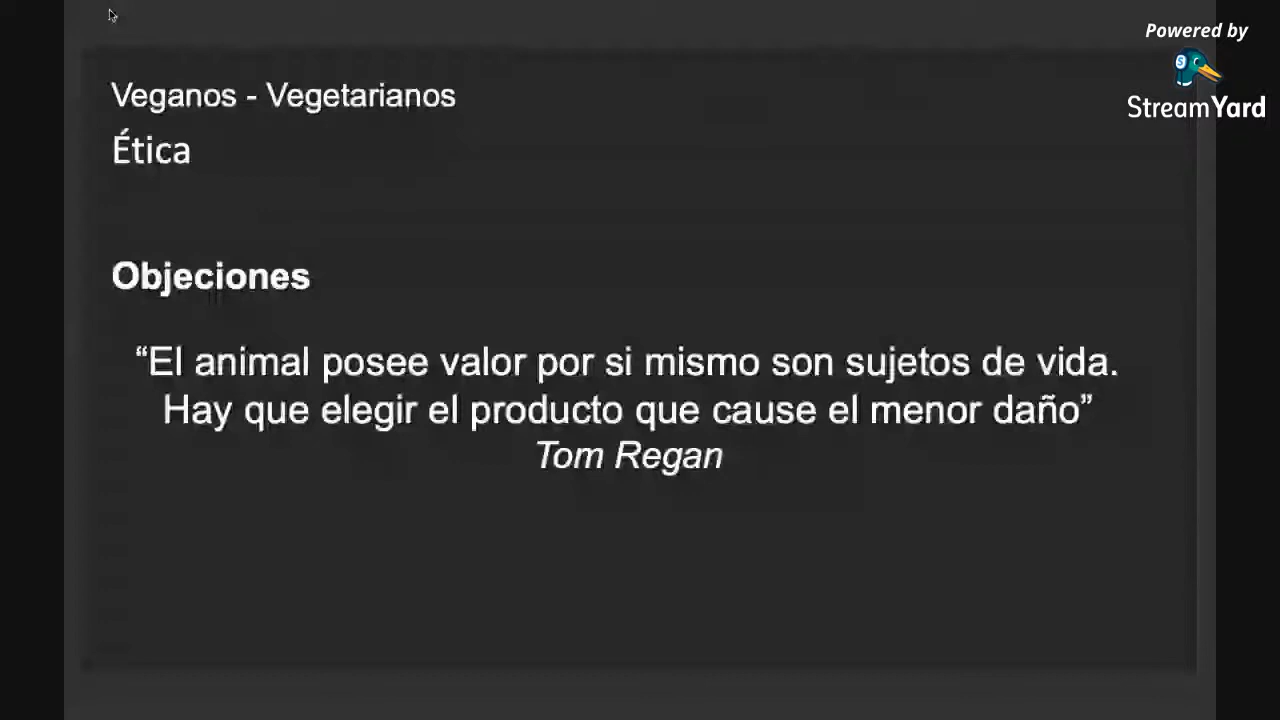 Powered by
StreamYard
Veganos - Vegetarianos
Ética
Objeciones
“El animal posee valor por si mismo son sujetos de vida.
Hay que elegir el producto que cause el menor daño”
Tom Regan